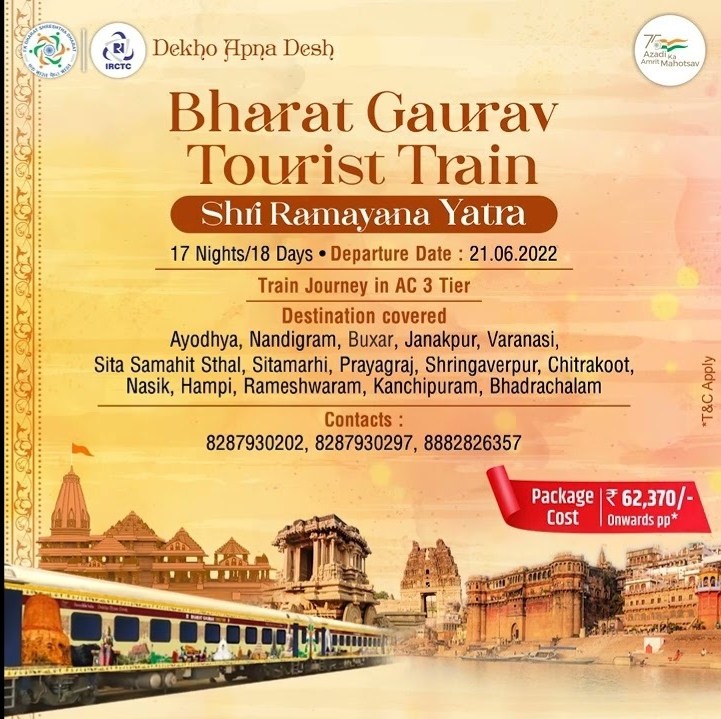 IRCTC
Dekho Apna Desh
75
Azadi Ka
Amrit Mahotsav
Bharat Gaurav
Tourist Train
Shri Ramayana Yatra
17 Nights/18 Days • Departure Date : 21.06.2022
Train Journey in AC 3 Tier
Destination covered
Ayodhya, Nandigram, Buxar, Janakpur, Varanasi,
Sita Samahit Sthal, Sitamarhi, Prayagraj, Shringaverpur, Chitrakoot,
Nasik, Hampi, Rameshwaram, Kanchipuram, Bhadrachalam
*T&C Apply
Contacts :
8287930202, 8287930297, 8882826357
Package Cost
₹ 62,370/-
Onwards pp*
BHARAT GAURAV